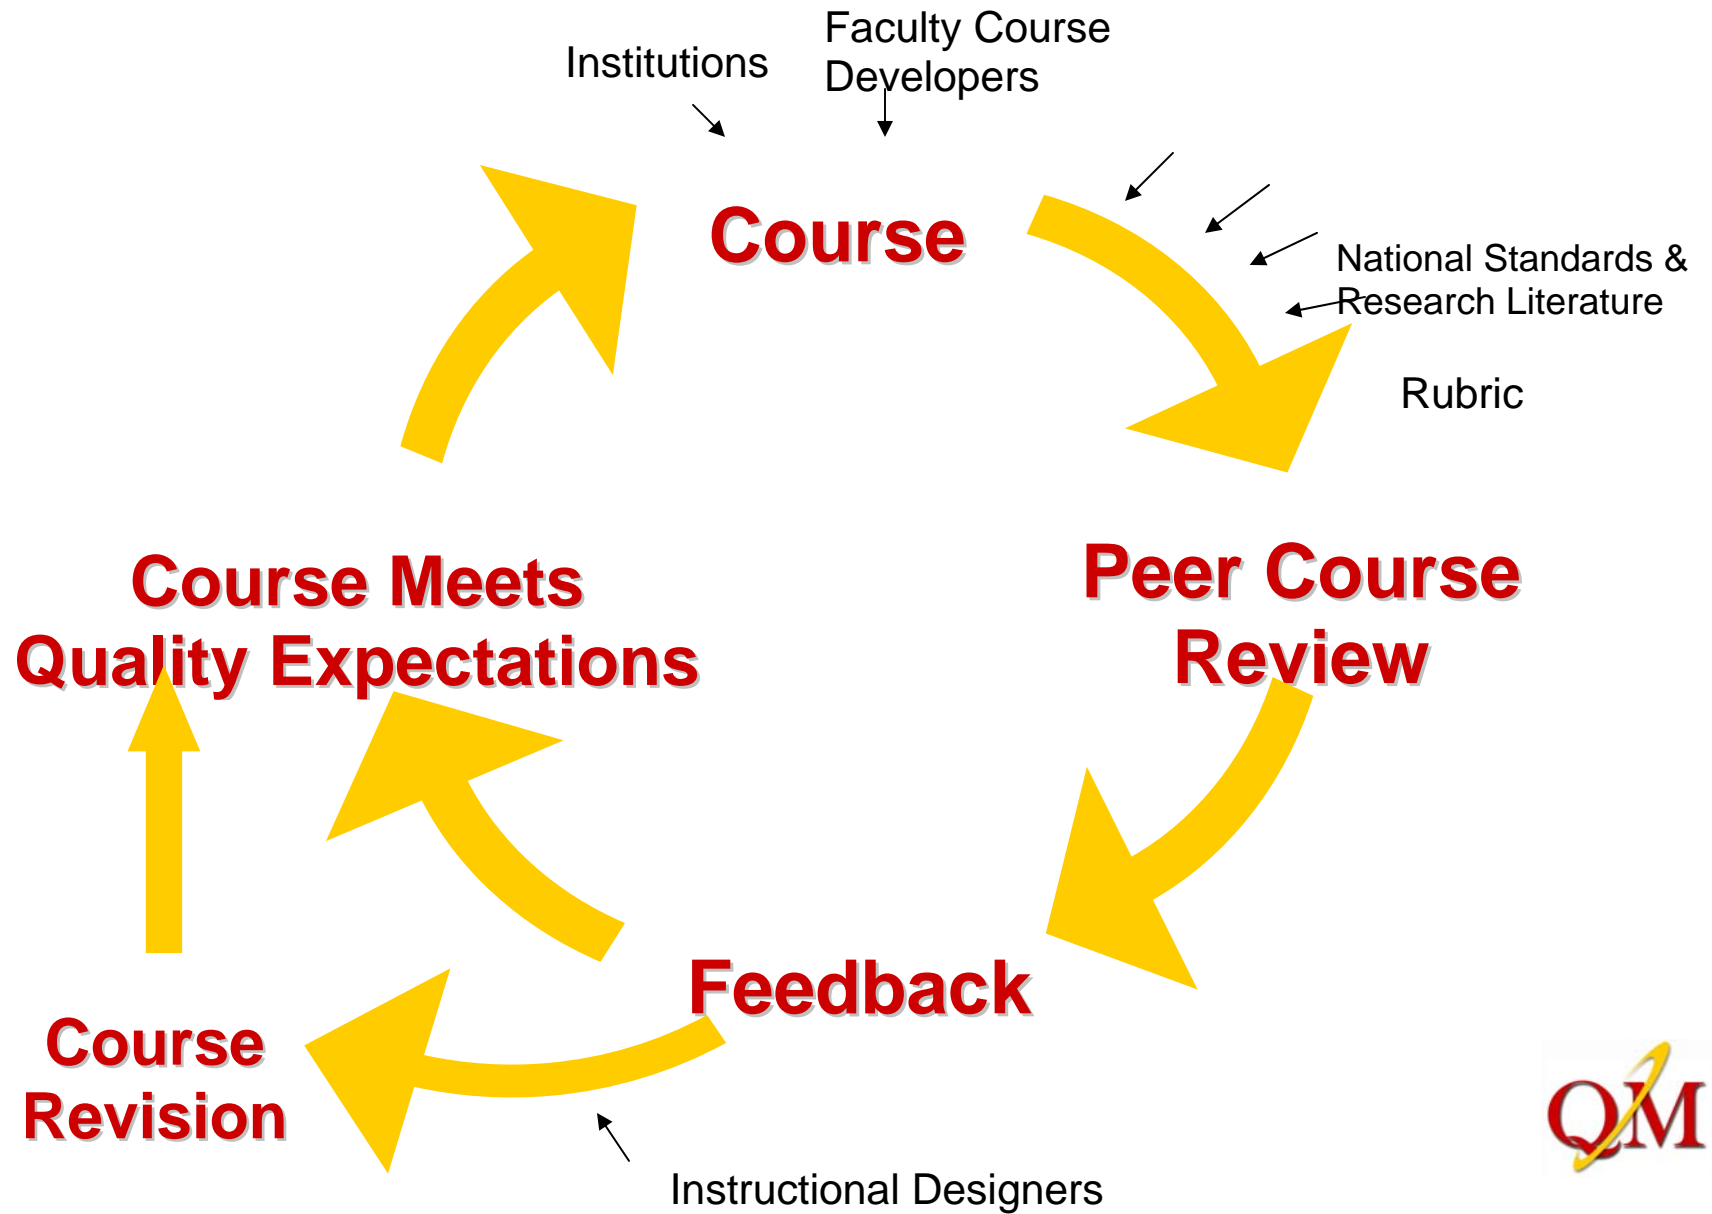 Institutions
Faculty Course
Developers
Course
National Standards &
Research Literature
Rubric
Peer Course
Review
Course Meets
Quality Expectations
Feedback
Course
Revision
Instructional Designers
QM